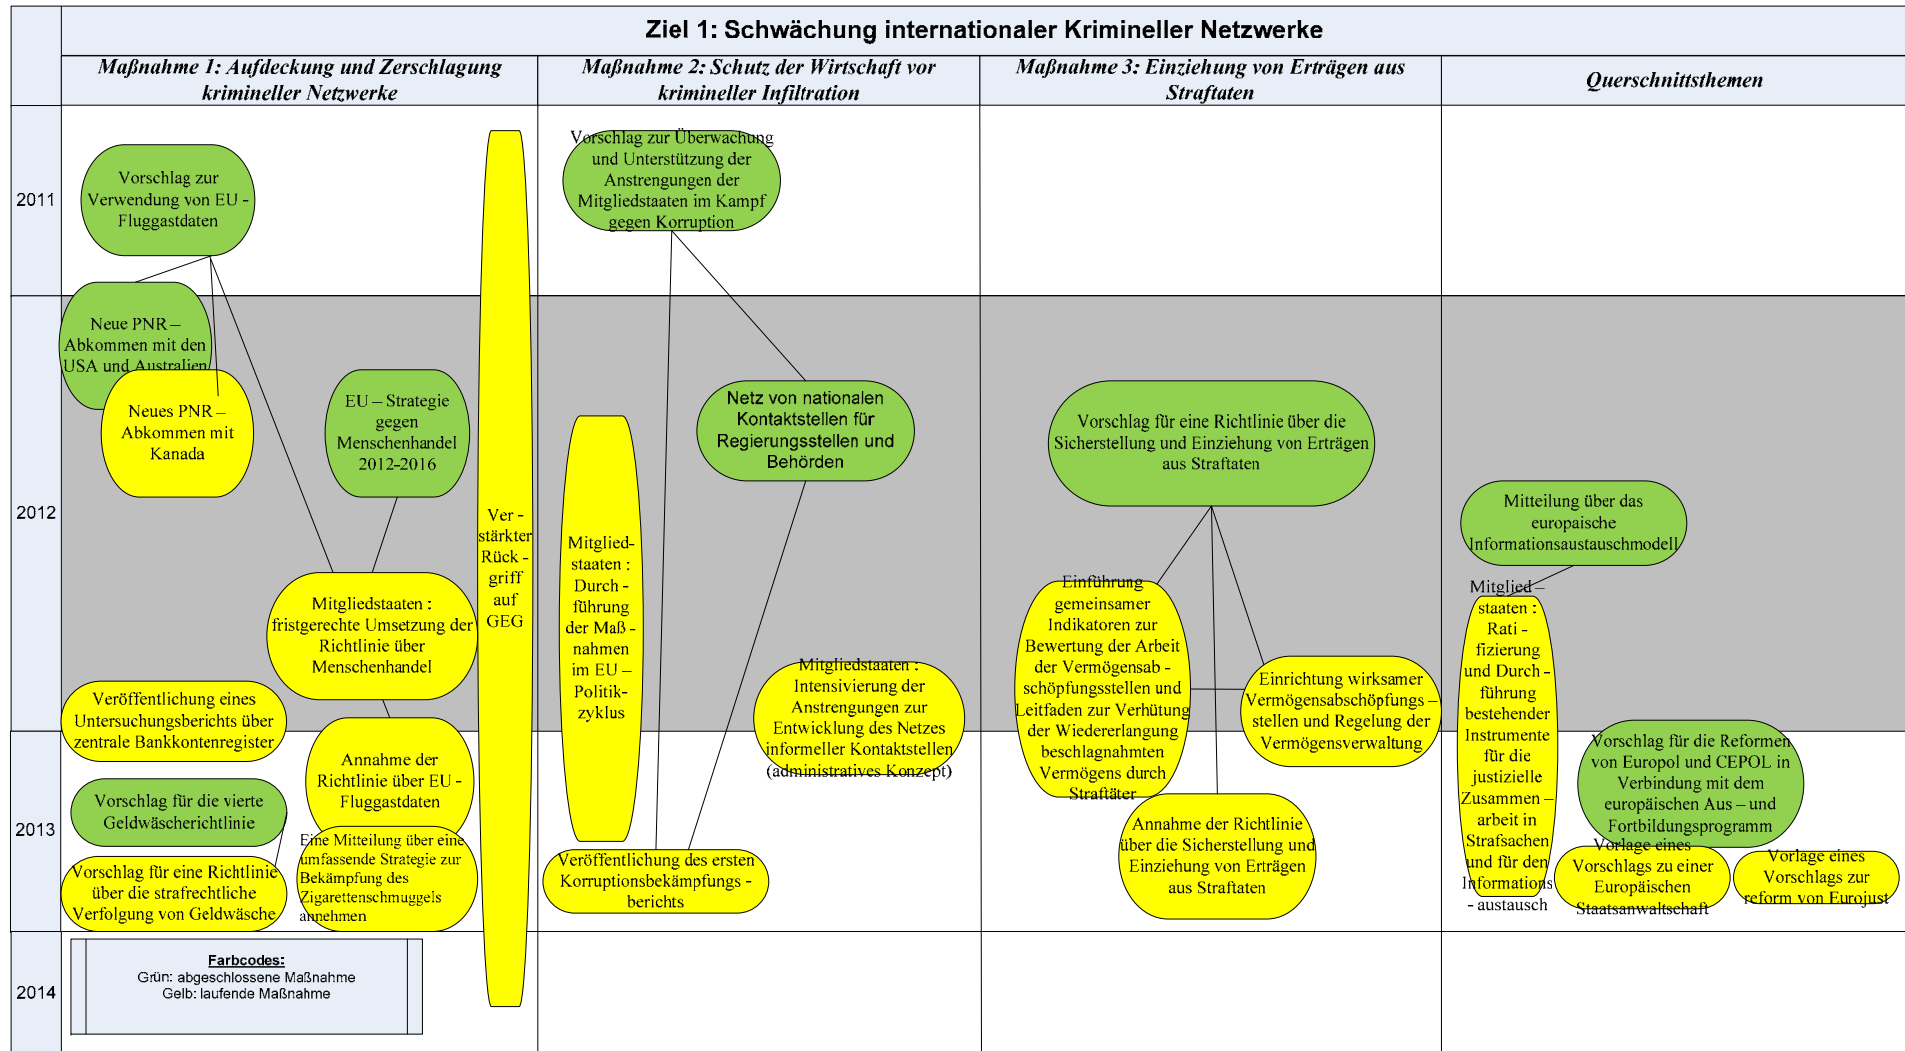 Ziel 1: Schwächung internationaler Krimineller Netzwerke
Maßnahme 1: Aufdeckung und Zerschlagung
krimineller Netzwerke
Maßnahme 2: Schutz der Wirtschaft vor
krimineller Infiltration
Maßnahme 3: Einziehung von Erträgen aus
Straftaten
Querschnittsthemen
2011
Vorschlag zur
Verwendung von EU -
Fluggastdaten
Vorschlag zur Überwachung
und Unterstützung der
Anstrengungen der
Mitgliedstaaten im Kampf
gegen Korruption
2012
Neue PNR –
Abkommen mit den
USA und Australien
Neues PNR –
Abkommen mit
Kanada
EU – Strategie
gegen
Menschenhandel
2012-2016
Mitgliedstaaten :
fristgerechte Umsetzung der
Richtlinie über
Menschenhandel
Veröffentlichung eines
Untersuchungsberichts über
zentrale Bankkontenregister
Ver -
stärkter
Rück -
griff
auf
GEG
Mitglied-
staaten :
Durch -
führung
der Maß -
nahmen
im EU –
Politik-
zyklus
Netz von nationalen
Kontaktstellen für
Regierungsstellen und
Behörden
Mitgliedstaaten :
Intensivierung der
Anstrengungen zur
Entwicklung des Netzes
informeller Kontaktstellen
(administratives Konzept)
Vorschlag für eine Richtlinie über die
Sicherstellung und Einziehung von Erträgen
aus Straftaten
Einführung
gemeinsamer
Indikatoren zur
Bewertung der Arbeit
der Vermögensab -
schöpfungsstellen und
Leitfaden zur Verhütung
der Wiedererlangung
beschlagnahmten
Vermögens durch
Straftäter
Einrichtung wirksamer
Vermögensabschöpfungs –
stellen und Regelung der
Vermögensverwaltung
Mitteilung über das
europaische
Informationsaustauschmodell
Mitglied –
staaten :
Rati -
fizierung
und Durch -
führung
bestehender
Instrumente
für die
justizielle
Zusammen –
arbeit in
Strafsachen
und für den
Informations
- austausch
2013
Annahme der
Richtlinie über EU -
Fluggastdaten
Vorschlag für die vierte
Geldwäscherichtlinie
Vorschlag für eine Richtlinie
über die strafrechtliche
Verfolgung von Geldwäsche
Eine Mitteilung über eine
umfassende Strategie zur
Bekämpfung des
Zigarettenschmuggels
annehmen
Veröffentlichung des ersten
Korruptionsbekämpfungs -
berichts
Annahme der Richtlinie
über die Sicherstellung und
Einziehung von Erträgen
aus Straftaten
Vorschlag für die Reformen
von Europol und CEPOL in
Verbindung mit dem
europäischen Aus – und
Fortbildungsprogramm
Vorlage eines
Vorschlags zu einer
Europäischen
Staatsanwaltschaft
Vorlage eines
Vorschlags zur
reform von Eurojust
2014
Farbcodes:
Grün: abgeschlossene Maßnahme
Gelb: laufende Maßnahme